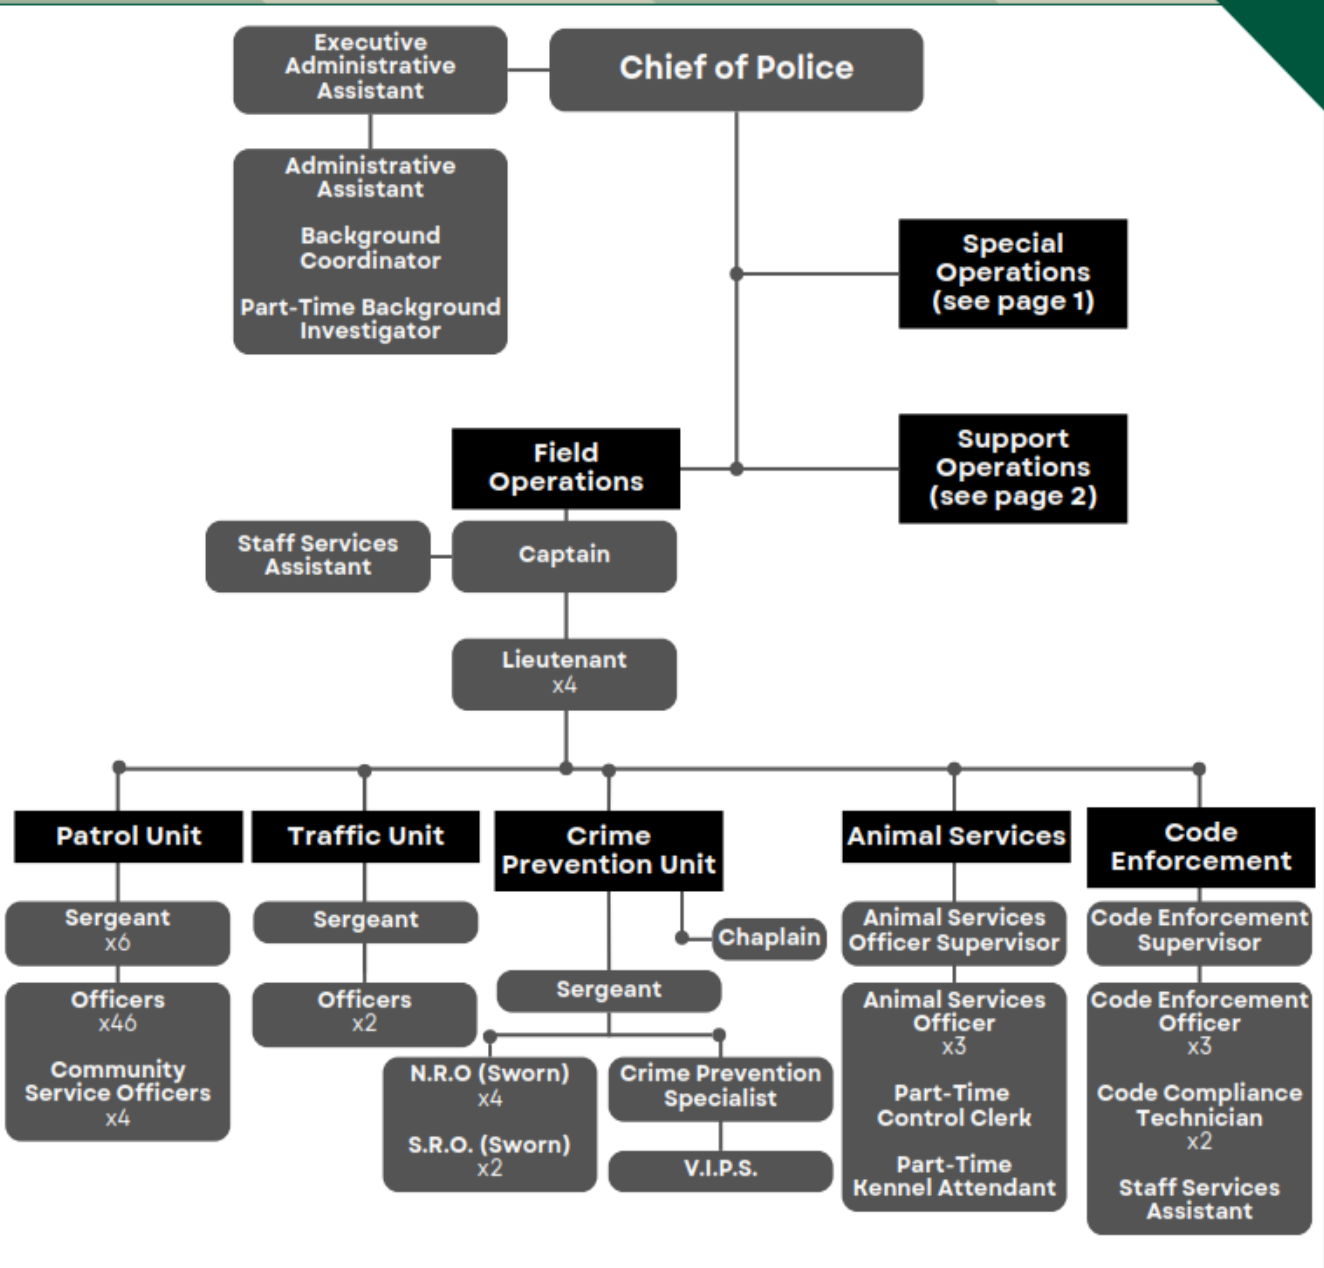 Executive
Administrative
Assistant
Chief of Police
Administrative
Assistant
Background
Coordinator
Part-Time Background
Investigator
Special
Operations
(see page 1)
Support
Operations
(see page 2)
Field
Operations
Staff Services
Assistant
Captain
Lieutenant
x4
Patrol Unit
Sergeant
x6
Officers
x46
Community
Service Officers
x4
Traffic Unit
Sergeant
Officers
x2
Crime
Prevention Unit
Chaplain
Sergeant
N.R.O (Sworn)
x4
S.R.O. (Sworn)
x2
Crime Prevention
Specialist
V.I.P.S.
Animal Services
Animal Services
Officer Supervisor
Animal Services
Officer
x3
Part-Time
Control Clerk
Part-Time
Kennel Attendant
Code
Enforcement
Code Enforcement
Supervisor
Code Enforcement
Officer
x3
Code Compliance
Technician
x2
Staff Services
Assistant